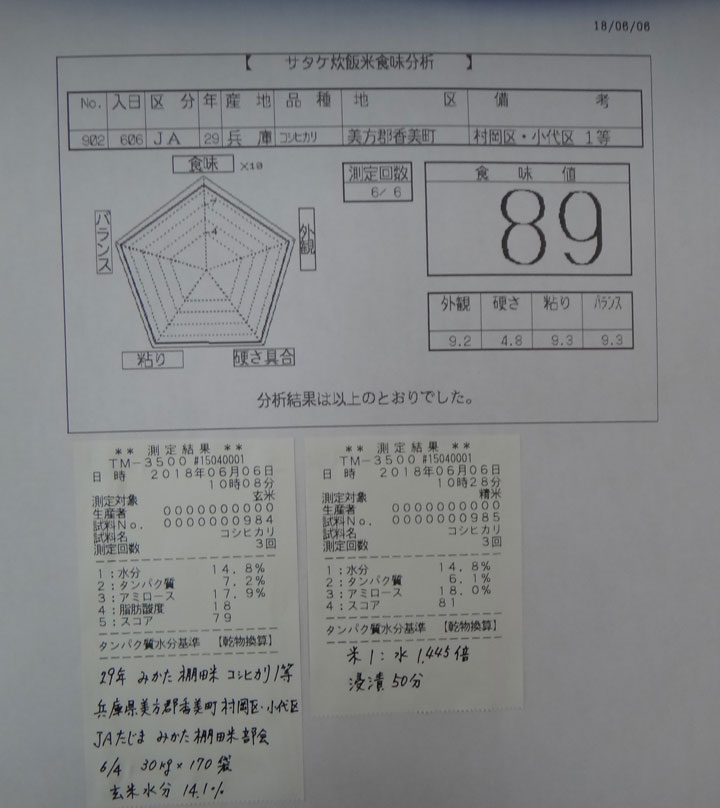 18/06/06
【 サタケ炊飯米食味分析 】
No. 入日 区分 年 産地 品種 地区 備考
902 606 JA 29 兵庫 コシヒカリ 美方郡香美町 村岡区・小代区 1等
食味 ×10
7
4
バランス
外観
粘り
硬さ具合
測定回数
6/ 6
食味値
89
外観 硬さ 粘り バランス
9.2 4.8 9.3 9.3
分析結果は以上のとおりでした。
** 測定結果 **
TM-3500 #15040001
日 時 2018年06月06日
10時08分
測定対象 玄米
生産者 0000000000
試料No. 0000000984
試料名 コシヒカリ
測定回数 3回
1:水分 14.8%
2:タンパク質 7.2%
3:アミロース 17.9%
4:脂肪酸度 18
5:スコア 79
タンパク質水分基準 【乾物換算】
29年 みかた棚田米 コシヒカリ1等
兵庫県美方郡香美町村岡区・小代区
JAたじま みかた棚田米部会
6/4 30kg×170袋
玄米水分 14.1%
** 測定結果 **
TM-3500 #15040001
日 時 2018年06月06日
10時28分
測定対象 精米
生産者 0000000000
試料No. 0000000985
試料名 コシヒカリ
測定回数 3回
1:水分 14.8%
2:タンパク質 6.1%
3:アミロース 18.0%
4:スコア 81
タンパク質水分基準 【乾物換算】
米1:水1.445倍
浸漬50分